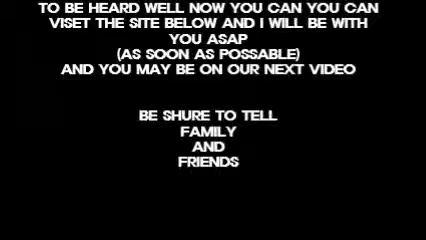 TO BE HEARD WELL NOW YOU CAN YOU CAN
VISET THE SITE BELOW AND I WILL BE WITH
YOU ASAP
(AS SOON AS POSSABLE)
AND YOU MAY BE ON OUR NEXT VIDEO
BE SHURE TO TELL
FAMILY
AND
FRIENDS